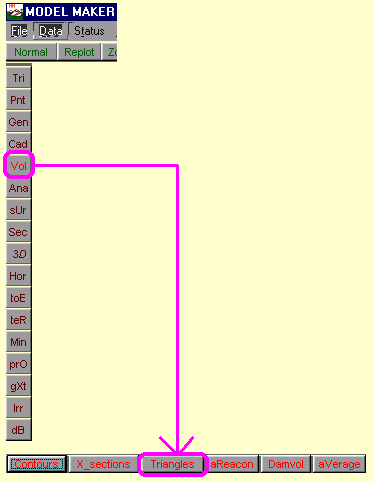 MODEL MAKER
File Data Status
Normal Replot Zo
Tri
Pnt
Gen
Cad
Vol
Ana
sUr
Sec
3D
Hor
toE
teR
Min
prO
gXt
Irr
dB
Contours X_sections Triangles aReacon Damvol aVerage